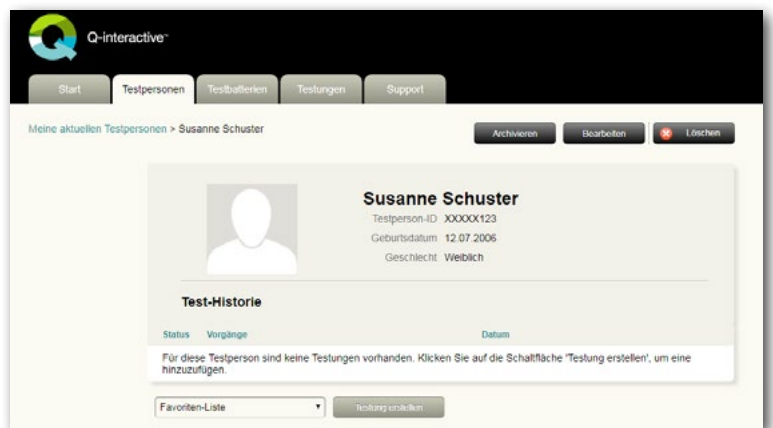 Q-interactive™
Start Testpersonen Testbatterien Testungen Support
Meine aktuellen Testpersonen > Susanne Schuster
Archivieren Bearbeiten Löschen
Susanne Schuster
Testperson-ID XXXXX123
Geburtsdatum 12.07.2006
Geschlecht Weiblich
Test-Historie
Status Vorgänge Datum
Für diese Testperson sind keine Testungen vorhanden. Klicken Sie auf die Schaltfläche 'Testung erstellen', um eine
hinzuzufügen.
Favoriten-Liste Testung erstellen